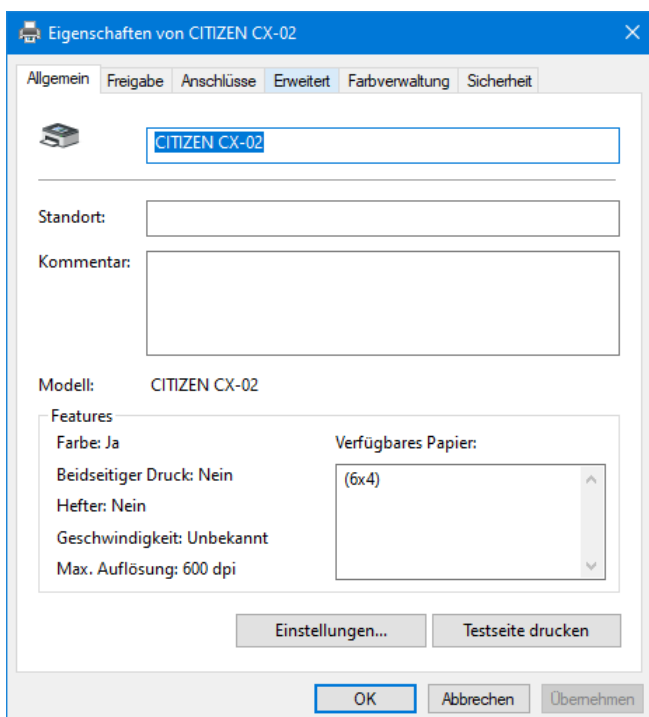 Eigenschaften von CITIZEN CX-02
Allgemein Freigabe Anschlüsse Erweitert Farbverwaltung Sicherheit
CITIZEN CX-02
Standort:
Kommentar:
Modell: CITIZEN CX-02
Features
Farbe: Ja Verfügbares Papier:
Beidseitiger Druck: Nein (6x4)
Hefter: Nein
Geschwindigkeit: Unbekannt
Max. Auflösung: 600 dpi
Einstellungen... Testseite drucken
OK Abbrechen Übernehmen